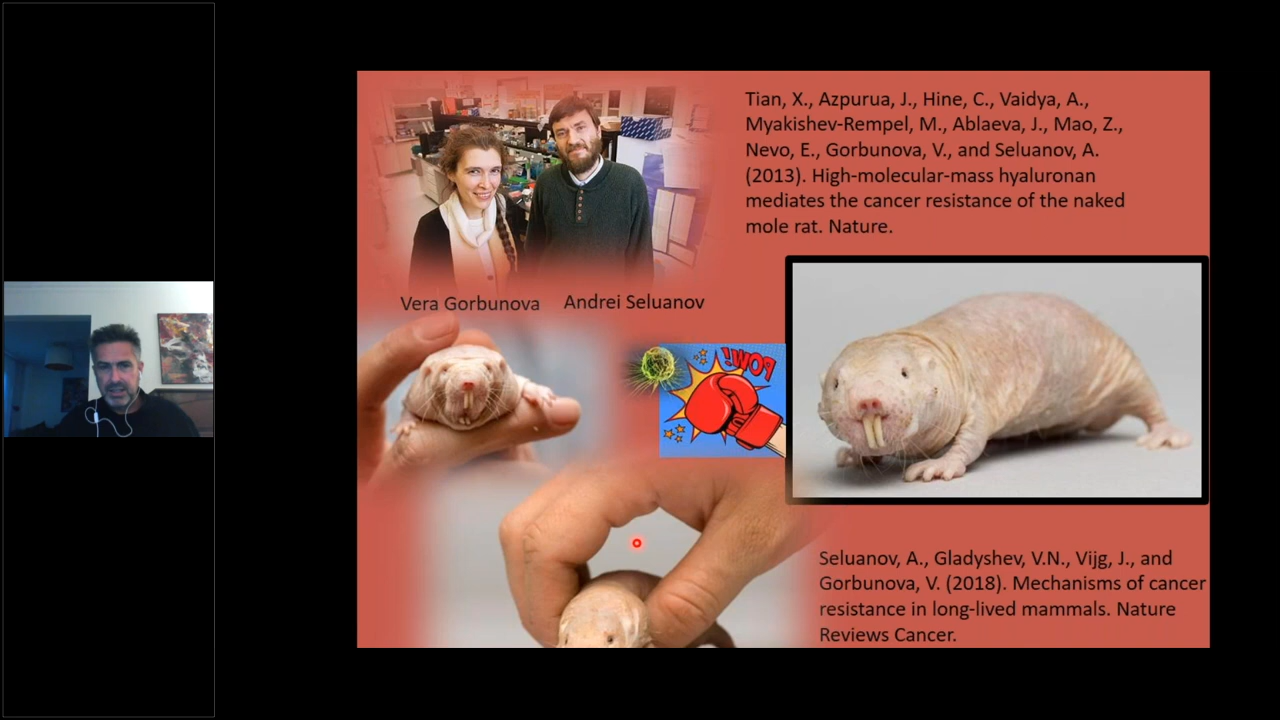 Tian, X., Azpurua, J., Hine, C., Vaidya, A.,
Myakishev-Rempel, M., Ablaeva, J., Mao, Z.,
Nevo, E., Gorbunova, V., and Seluanov, A.
(2013). High-molecular-mass hyaluronan
mediates the cancer resistance of the naked
mole rat. Nature.
Vera Gorbunova
Andrei Seluanov
POW!
Seluanov, A., Gladyshev, V.N., Vijg, J., and
Gorbunova, V. (2018). Mechanisms of cancer
resistance in long-lived mammals. Nature
Reviews Cancer.